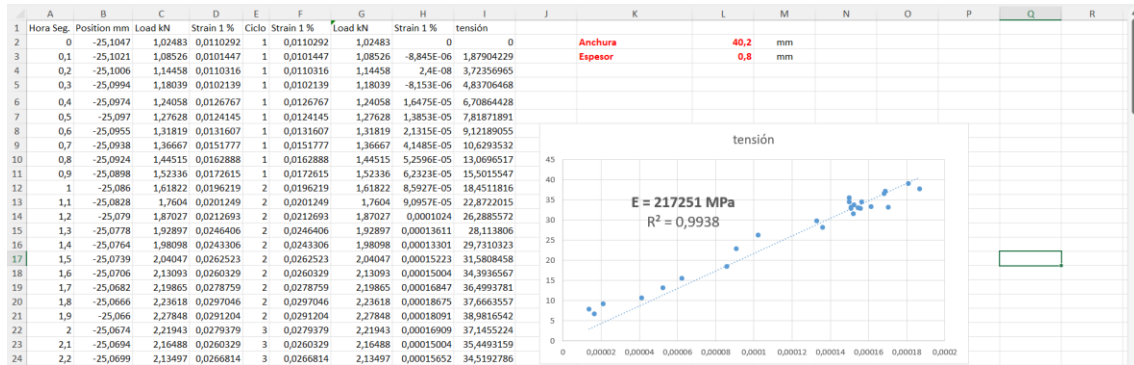 A B C D E F G H I J K L M N O P Q R
1 Hora Seg. Position mm Load kN Strain 1 % Ciclo Strain 1 % Load kN Strain 1 % tensión
2 0 -25,1047 1,02483 0,0110292 1 0,0110292 1,02483 0 0 Anchura 40,2 mm
3 0,1 -25,1021 1,08526 0,0101447 1 0,0101447 1,08526 -8,845E-06 1,87904229 Espesor 0,8 mm
4 0,2 -25,1006 1,14458 0,0110316 1 0,0110316 1,14458 2,4E-08 3,72356965
5 0,3 -25,0994 1,18039 0,0102139 1 0,0102139 1,18039 -8,153E-06 4,83706468
6 0,4 -25,0974 1,24058 0,0126767 1 0,0126767 1,24058 1,6475E-05 6,70864428
7 0,5 -25,097 1,27628 0,0124145 1 0,0124145 1,27628 1,3853E-05 7,81871891
8 0,6 -25,0955 1,31819 0,0131607 1 0,0131607 1,31819 2,1315E-05 9,12189055
9 0,7 -25,0938 1,36667 0,0151777 1 0,0151777 1,36667 4,1485E-05 10,6293532
10 0,8 -25,0924 1,44515 0,0162888 1 0,0162888 1,44515 5,2596E-05 13,0696517
11 0,9 -25,0898 1,52336 0,0172615 1 0,0172615 1,52336 6,2323E-05 15,5015547
12 1 -25,086 1,61822 0,0196219 2 0,0196219 1,61822 8,5927E-05 18,4511816
13 1,1 -25,0828 1,7604 0,0201249 2 0,0201249 1,7604 9,0957E-05 22,8722015
14 1,2 -25,079 1,87027 0,0212693 2 0,0212693 1,87027 0,0001024 26,2885572
15 1,3 -25,0778 1,92897 0,0246406 2 0,0246406 1,92897 0,00013611 28,113806
16 1,4 -25,0764 1,98098 0,0243306 2 0,0243306 1,98098 0,00013301 29,7310323
17 1,5 -25,0739 2,04047 0,0262523 2 0,0262523 2,04047 0,00015223 31,5808458
18 1,6 -25,0706 2,13093 0,0260329 2 0,0260329 2,13093 0,00015004 34,3936567
19 1,7 -25,0682 2,19865 0,0278759 2 0,0278759 2,19865 0,00016847 36,4993781
20 1,8 -25,0666 2,23618 0,0297046 2 0,0297046 2,23618 0,00018675 37,6663557
21 1,9 -25,066 2,27848 0,0291204 2 0,0291204 2,27848 0,00018091 38,9816542
22 2 -25,0674 2,21943 0,0279379 3 0,0279379 2,21943 0,00016909 37,1455224
23 2,1 -25,0694 2,16488 0,0260329 3 0,0260329 2,16488 0,00015004 35,4493159
24 2,2 -25,0699 2,13497 0,0266814 3 0,0266814 2,13497 0,00015652 34,5192786
tensión
45
40
35
30
25
20
15
10
5
0
E = 217251 MPa
R² = 0,9938
0 0,00002 0,00004 0,00006 0,00008 0,0001 0,00012 0,00014 0,00016 0,00018 0,0002